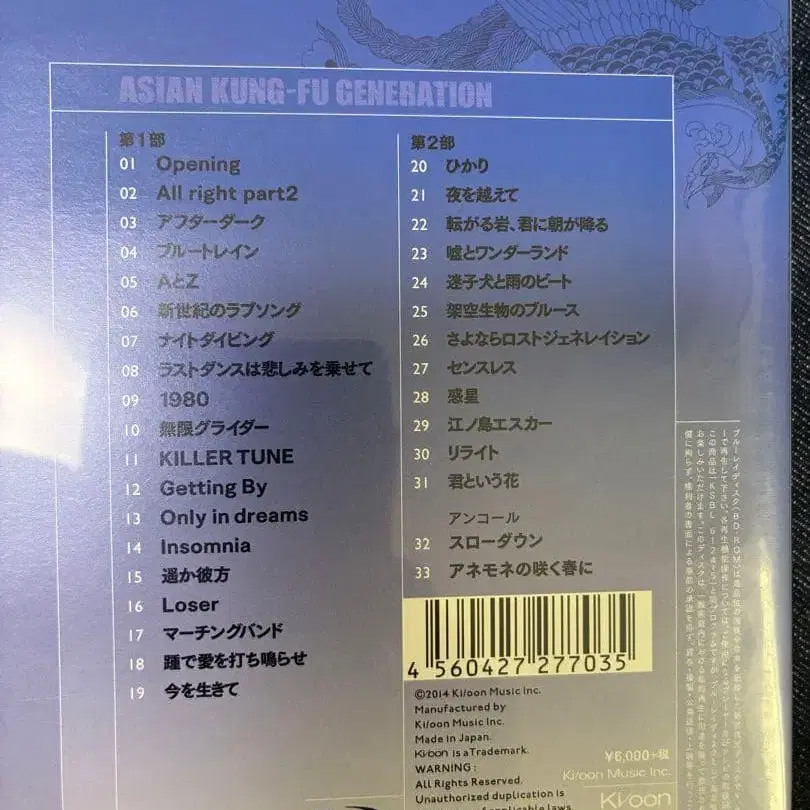 ASIAN KUNG-FU GENERATION
第1部
01 Opening
02 All right part2
03 アフターダーク
04 ブルートレイン
05 AとZ
06 新世紀のラブソング
07 ナイトダイビング
08 ラストダンスは悲しみを乗せて
09 1980
10 無限グライダー
11 KILLER TUNE
12 Getting By
13 Only in dreams
14 Insomnia
15 遥か彼方
16 Loser
17 マーチングバンド
18 踵で愛を打ち鳴らせ
19 今を生きて
第2部
20 ひかり
21 夜を越えて
22 転がる岩、君に朝が降る
23 嘘とワンダーランド
24 迷子犬と雨のビート
25 架空生物のブルース
26 さよならロストジェネレイション
27 センスレス
28 惑星
29 江ノ島エスカー
30 リライト
31 君という花
アンコール
32 スローダウン
33 アネモネの咲く春に
4 560427 277035
©2014 Ki/oon Music Inc.
Manufactured by
Ki/oon Music Inc.
Made in Japan.
Ki/oon is a Trademark.
WARNING:
All Rights Reserved.
Unauthorized duplication is
of applicable laws.
¥6,000+税
Ki/oon Music Inc.
Ki/oon